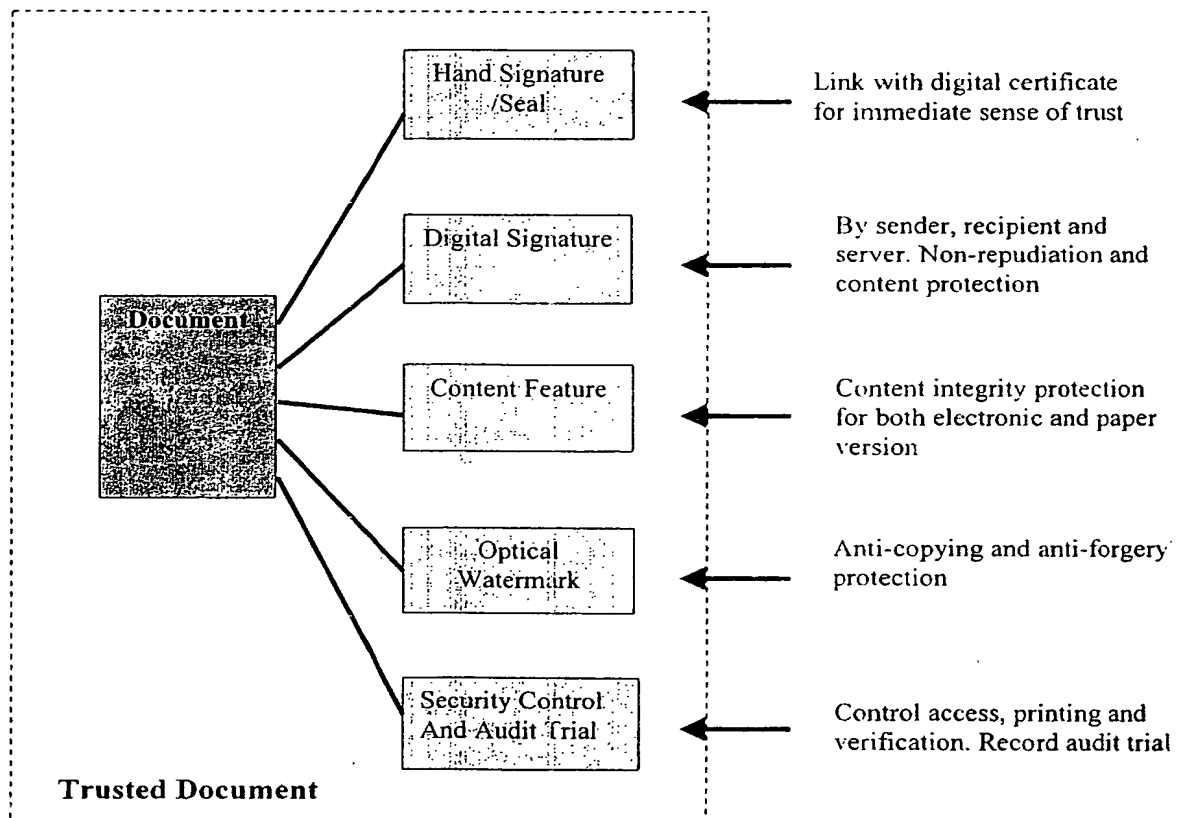 Hand Signature
/Seal
Link with digital certificate
for immediate sense of trust
Digital Signature
By sender, recipient and
server. Non-repudiation and
content protection
Document
Content Feature
Content integrity protection
for both electronic and paper
version
Optical
Watermark
Anti-copying and anti-forgery
protection
Security Control
And Audit Trial
Control access, printing and
verification. Record audit trial
Trusted Document